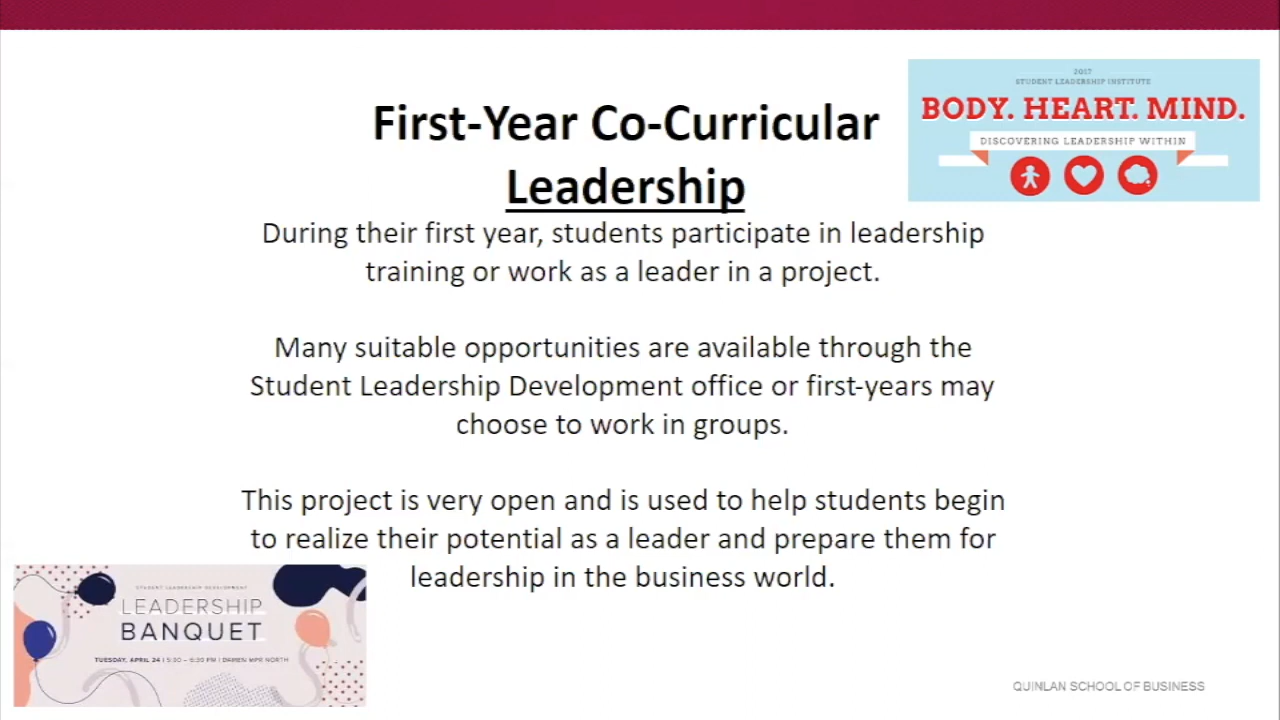 First-Year Co-Curricular
Leadership
2017
STUDENT LEADERSHIP INSTITUTE
BODY. HEART. MIND.
DISCOVERING LEADERSHIP WITHIN
During their first year, students participate in leadership
training or work as a leader in a project.
Many suitable opportunities are available through the
Student Leadership Development office or first-years may
choose to work in groups.
This project is very open and is used to help students begin
to realize their potential as a leader and prepare them for
leadership in the business world.
STUDENT LEADERSHIP DEVELOPMENT
LEADERSHIP
BANQUET
TUESDAY, APRIL 24 | 5:30 – 6:30 PM | DAMEN MPR NORTH
QUINLAN SCHOOL OF BUSINESS